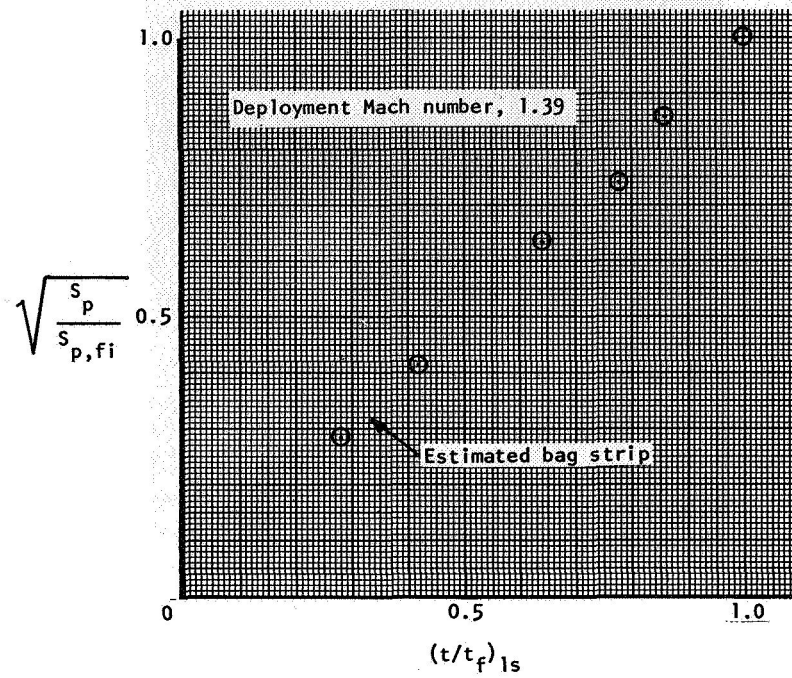 1.0
Deployment Mach number, 1.39
√
S_p
S_p,fi
0.5
Estimated bag strip
0
0.5
1.0
(t/t_f)_ls